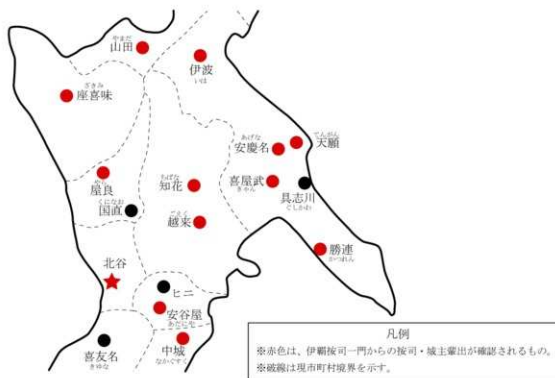 やまだ
山田
伊波
いは
ざきみ
座喜味
あげな
安慶名
てんがん
天願
やら
屋良
ちばな
知花
喜屋武
きゃん
具志川
ぐしかわ
くになお
国直
ごえく
越来
勝連
かつれん
北谷
ヒニ
安谷屋
あだにや
喜友名
きゆな
中城
なかぐすく
凡例
※赤色は、伊覇按司一門からの按司・城主輩出が確認されるもの。
※破線は現市町村境界を示す。